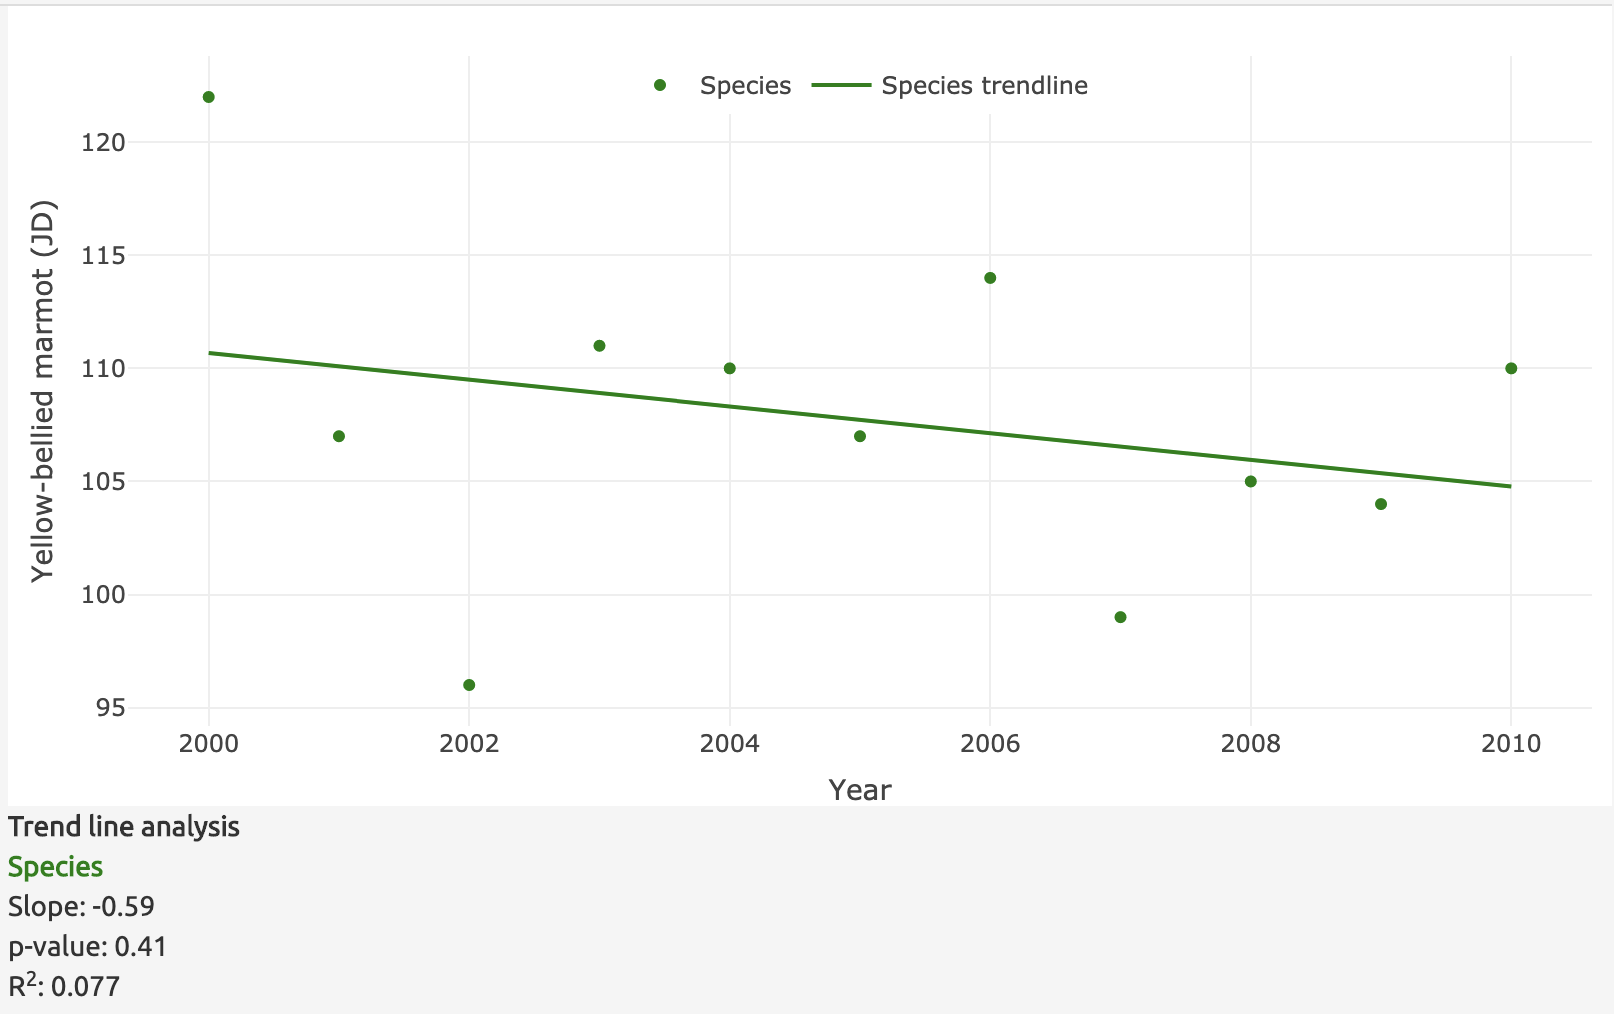 Species Species trendline
120
115
110
105
100
95
Yellow-bellied marmot (JD)
2000 2002 2004 2006 2008 2010
Year
Trend line analysis
Species
Slope: -0.59
p-value: 0.41
R²: 0.077